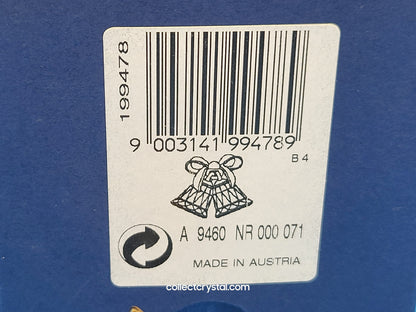 199478
9 003141 994789
B 4
A 9460 NR 000 071
MADE IN AUSTRIA
collectcrystal.com